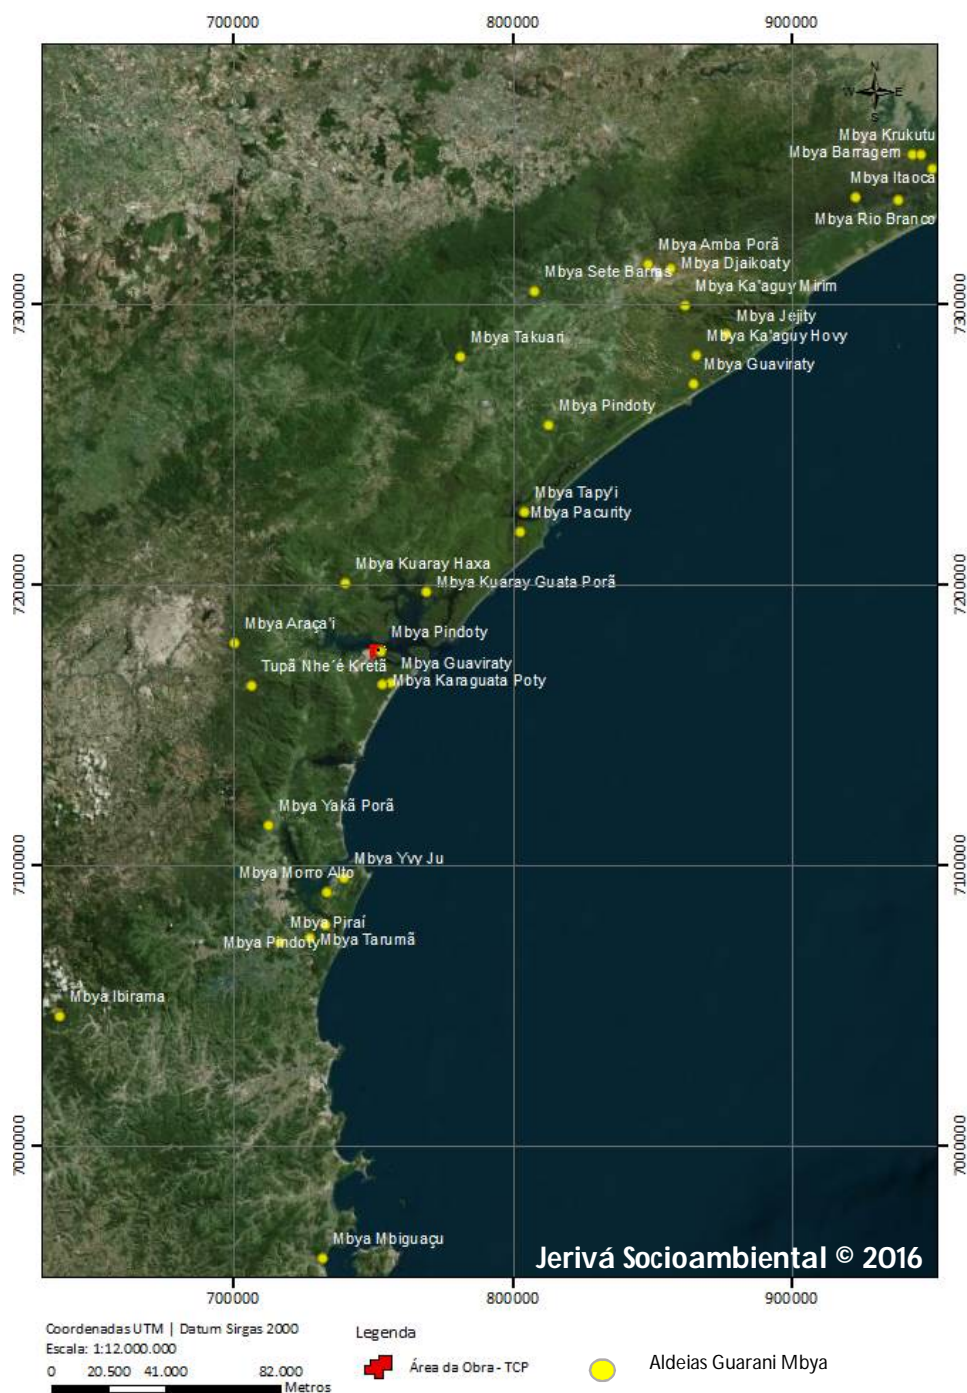 700000 800000 900000
N
W E
S
Mbya Krukutu
Mbya Barragem
Mbya Itaoca
Mbya Rio Branco
Mbya Amba Porã
Mbya Djaikoaty
Mbya Sete Barras
Mbya Ka'aguy Mirim
7300000 7300000
Mbya Jejity
Mbya Takuari
Mbya Ka'aguy Hovy
Mbya Guaviraty
Mbya Pindoty
Mbya Tapy'i
Mbya Pacurity
Mbya Kuaray Haxa
Mbya Kuaray Guata Porã
7200000 7200000
Mbya Araça'i
Mbya Pindoty
Tupã Nhe´é Kretã
Mbya Guaviraty
Mbya Karaguata Poty
Mbya Yakã Porã
Mbya Yvy Ju
7100000 7100000
Mbya Morro Alto
Mbya Piraí
Mbya Pindoty
Mbya Tarumã
Mbya Ibirama
7000000 7000000
Mbya Mbiguaçu
Jerivá Socioambiental © 2016
700000 800000 900000
Coordenadas UTM | Datum Sirgas 2000
Escala: 1:12.000.000
0 20.500 41.000 82.000
Metros
Legenda
Área da Obra - TCP
Aldeias Guarani Mbya